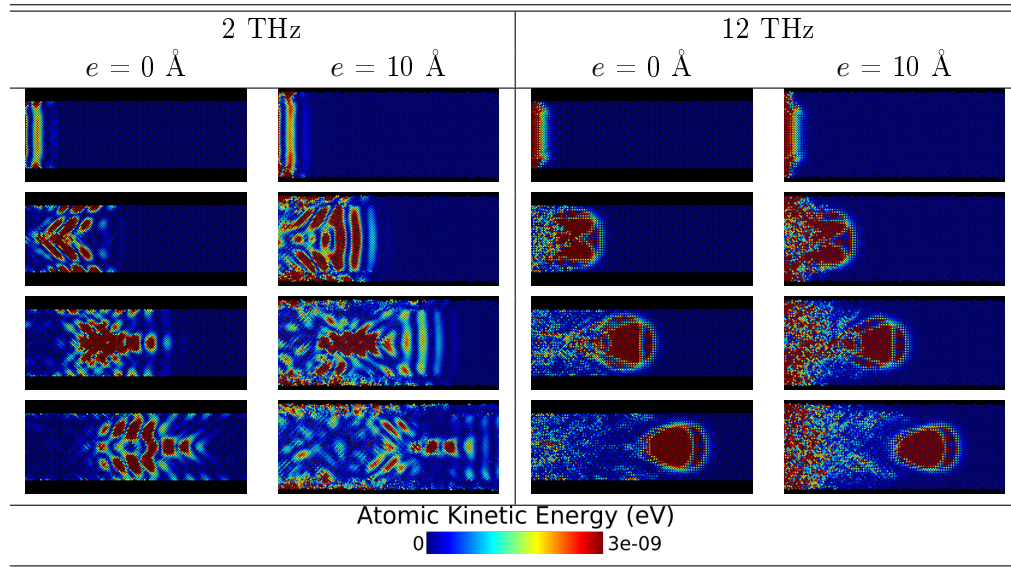 2 THz 12 THz
e = 0 Å e = 10 Å e = 0 Å e = 10 Å
Atomic Kinetic Energy (eV)
0 3e-09